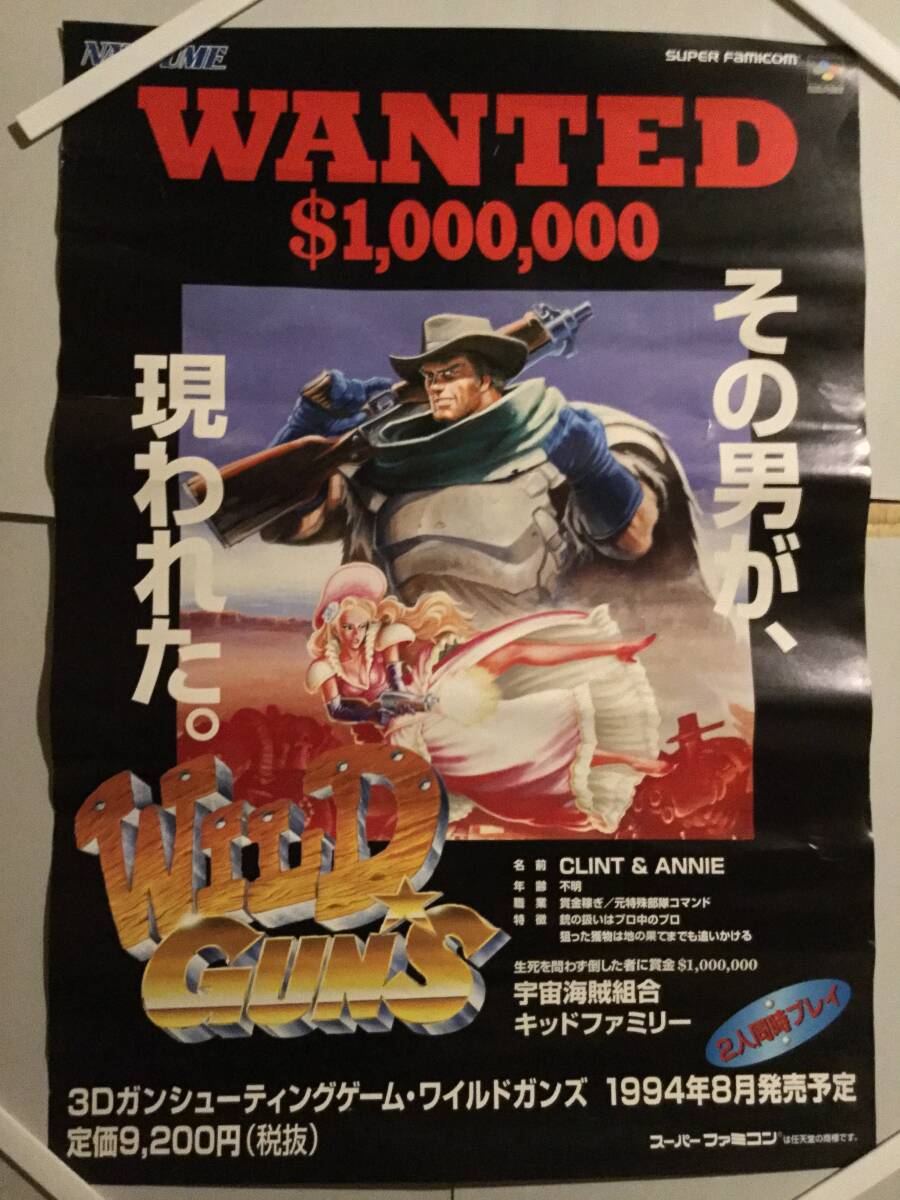 SUPER FAMICOM
WANTED
$1,000,000
その男が、
現われた。
WILD
GUNS
名前 CLINT & ANNIE
年齢 不明
職業 賞金稼ぎ/元特殊部隊コマンド
特徴 銃の扱いはプロ中のプロ
狙った獲物は地の果てまでも追いかける
生死を問わず倒した者に賞金$1,000,000
宇宙海賊組合
キッドファミリー
2人同時プレイ
3Dガンシューティングゲーム・ワイルドガンズ 1994年8月発売予定
定価9,200円(税抜)
スーパーファミコンは任天堂の商標です。